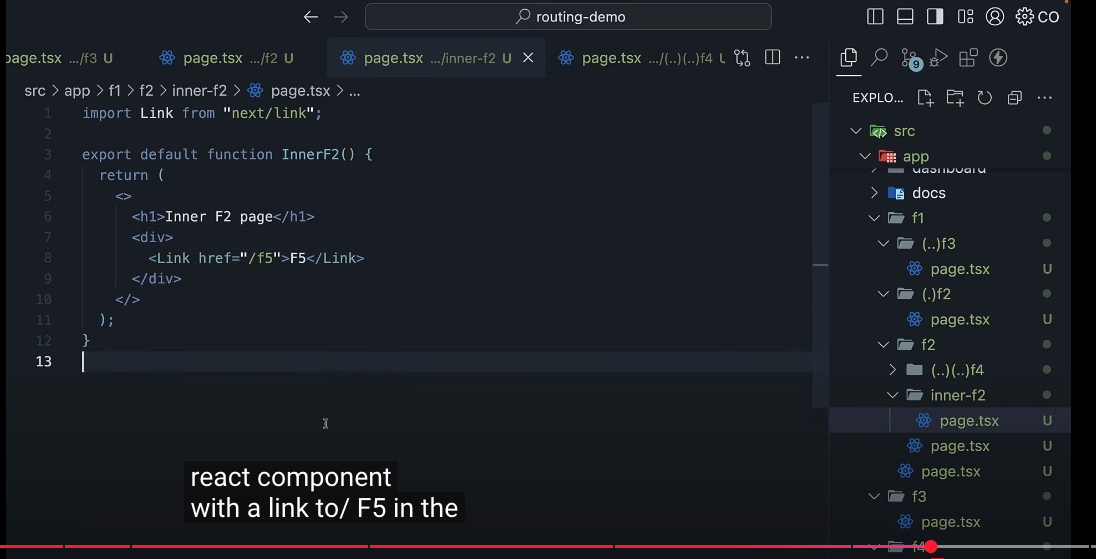 routing-demo
CO
page.tsx .../f3 U
page.tsx .../f2 U
page.tsx .../inner-f2 U
page.tsx .../(..)(..)f4 U
9
src > app > f1 > f2 > inner-f2 > page.tsx > ...
EXPLO...
1 import Link from "next/link";
2
3 export default function InnerF2() {
4 return (
5 <>
6 <h1>Inner F2 page</h1>
7 <div>
8 <Link href="/f5">F5</Link>
9 </div>
10 </>
11 );
12 }
13
react component
with a link to/ F5 in the
src
app
dashboard
docs
f1
(..)f3
page.tsx U
(.)f2
page.tsx U
f2
(..)(..)f4
inner-f2
page.tsx U
page.tsx U
page.tsx U
f3
page.tsx U
f4